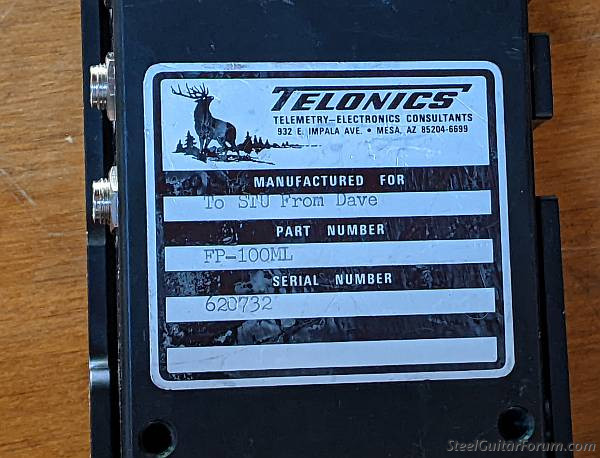 TELONICS
TELEMETRY—ELECTRONICS CONSULTANTS
932 E. IMPALA AVE. • MESA, AZ 85204-6699
MANUFACTURED FOR
To STU From Dave
PART NUMBER
FP-100ML
SERIAL NUMBER
620732
SteelGuitarForum.com